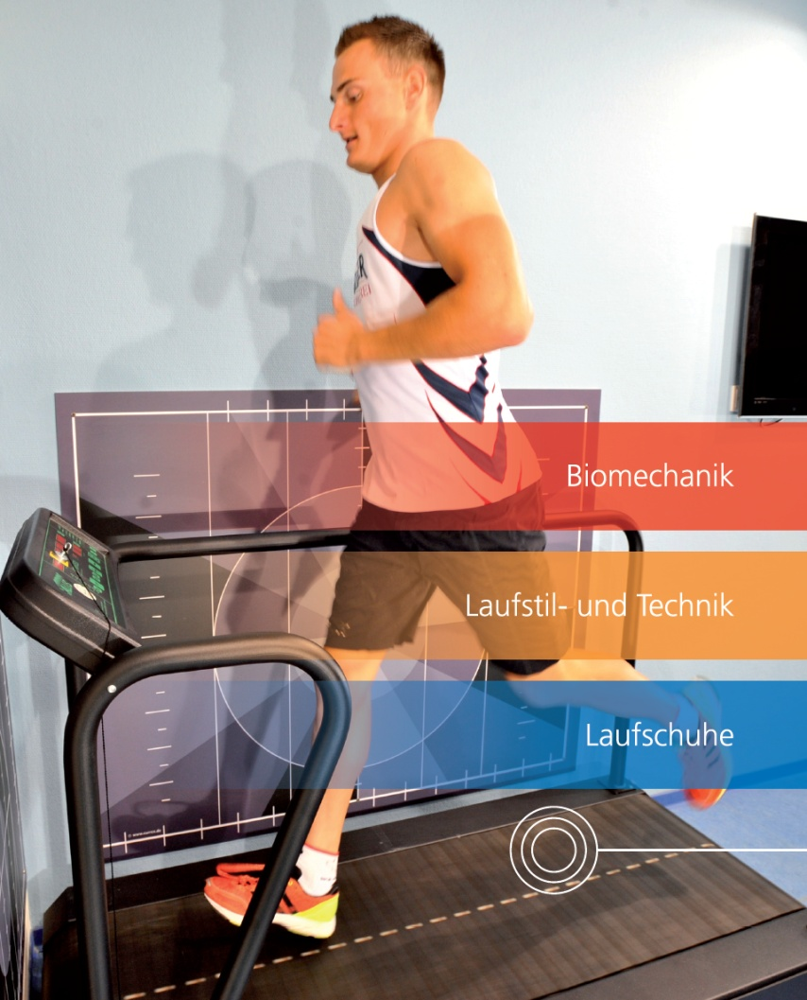 Biomechanik
Laufstil- und Technik
Laufschuhe